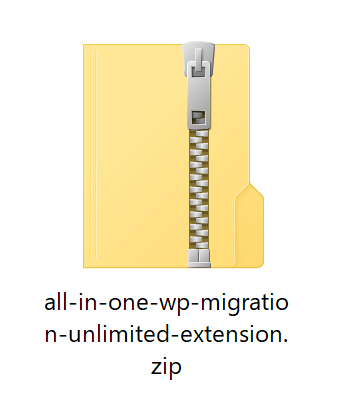 all-in-one-wp-migratio
n-unlimited-extension.
zip